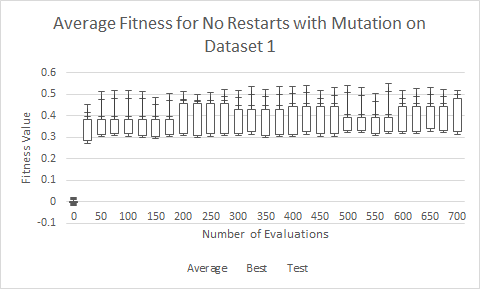 Average Fitness for No Restarts with Mutation on
Dataset 1
0.6
0.5
0.4
0.3
0.2
0.1
0
-0.1
Fitness Value
0 50 100 150 200 250 300 350 400 450 500 550 600 650 700
Number of Evaluations
Average Best Test